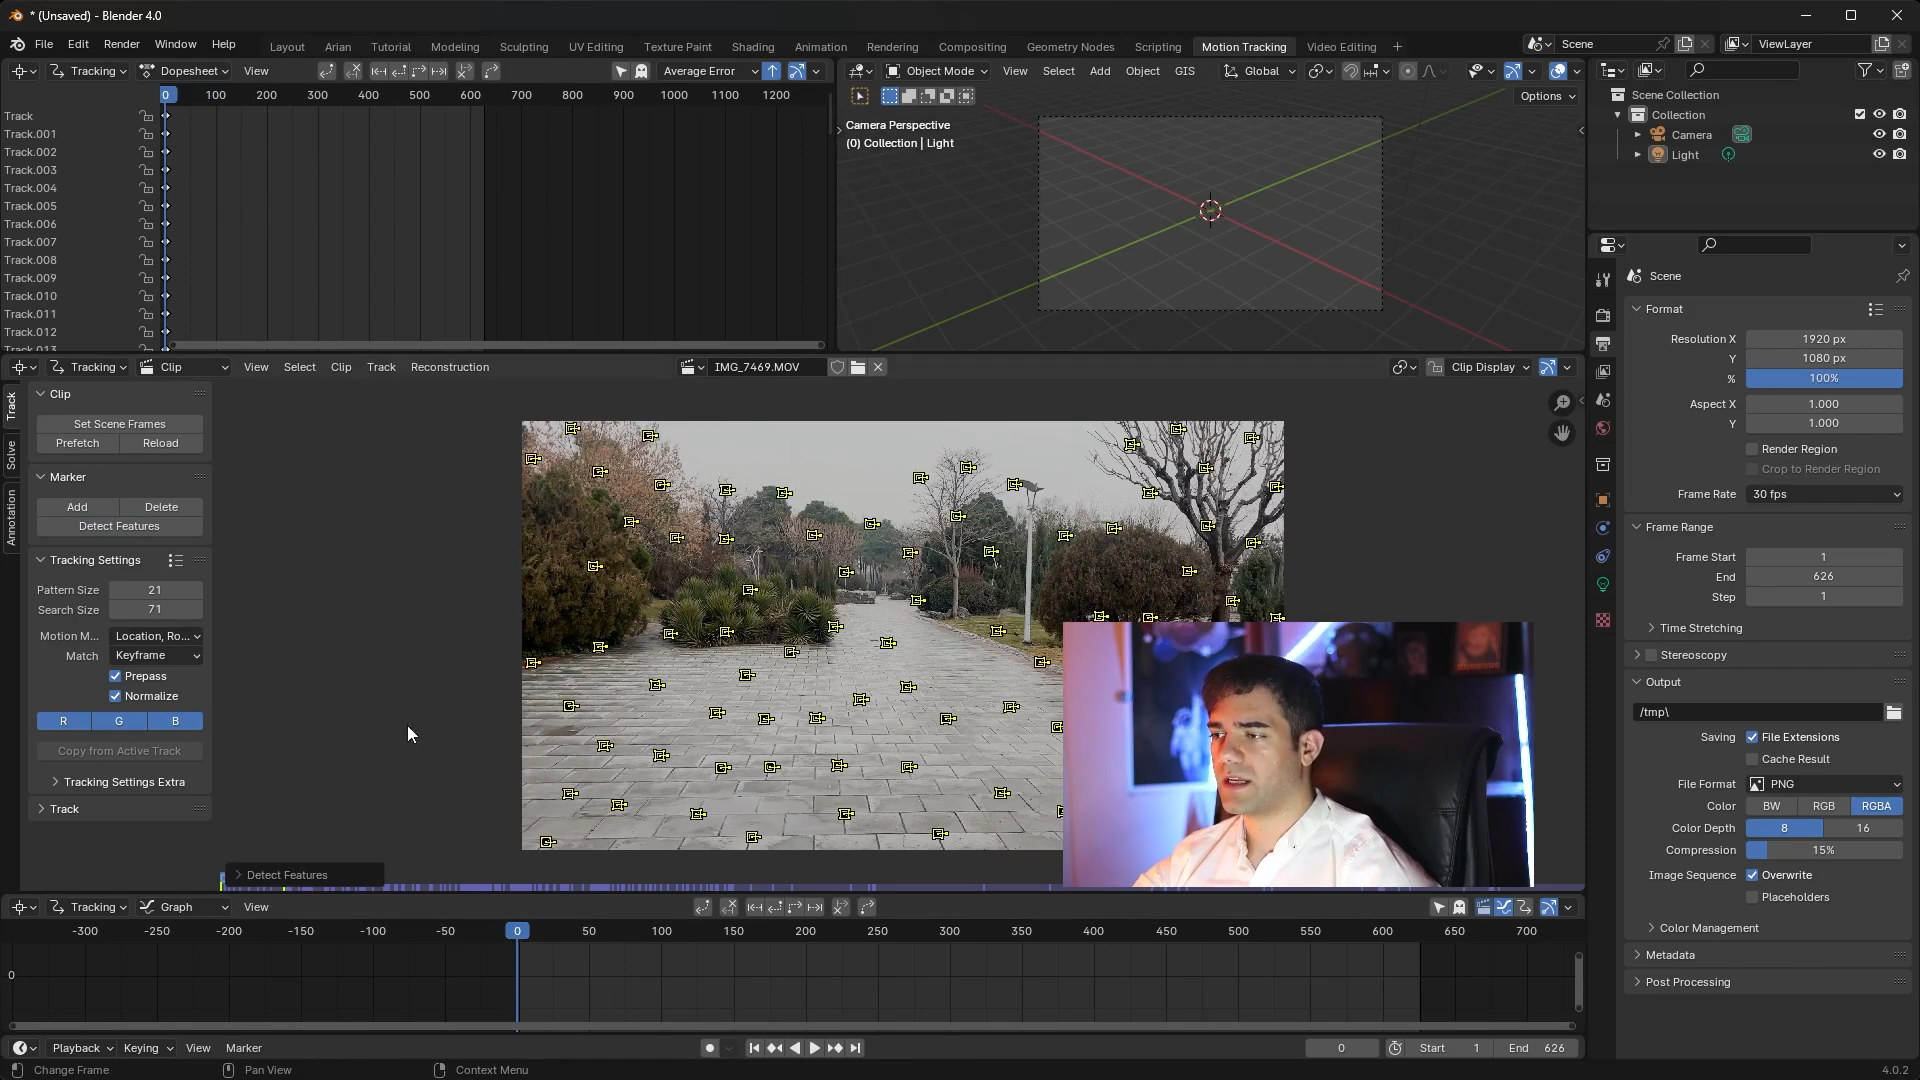 * (Unsaved) - Blender 4.0
File Edit Render Window Help Layout Arian Tutorial Modeling Sculpting UV Editing Texture Paint Shading Animation Rendering Compositing Geometry Nodes Scripting Motion Tracking Video Editing + Scene ViewLayer
Tracking Dopesheet View Average Error
0 100 200 300 400 500 600 700 800 900 1000 1100 1200
Track
Track.001
Track.002
Track.003
Track.004
Track.005
Track.006
Track.007
Track.008
Track.009
Track.010
Track.011
Track.012
Track.013
Object Mode View Select Add Object GIS Global
Options
Camera Perspective
(0) Collection | Light
Scene Collection
Collection
Camera
Light
Tracking Clip View Select Clip Track Reconstruction IMG_7469.MOV Clip Display
Track
Solve
Annotation
Clip
Set Scene Frames
Prefetch Reload
Marker
Add Delete
Detect Features
Tracking Settings
Pattern Size 21
Search Size 71
Motion M... Location, Ro...
Match Keyframe
Prepass
Normalize
R G B
Copy from Active Track
Tracking Settings Extra
Track
Detect Features
Tracking Graph View
-300 -250 -200 -150 -100 -50 0 50 100 150 200 250 300 350 400 450 500 550 600 650 700
0
Playback Keying View Marker 0 Start 1 End 626
Change Frame Pan View Context Menu 4.0.2
Scene
Format
Resolution X 1920 px
Y 1080 px
% 100%
Aspect X 1.000
Y 1.000
Render Region
Crop to Render Region
Frame Rate 30 fps
Frame Range
Frame Start 1
End 626
Step 1
Time Stretching
Stereoscopy
Output
/tmp\
Saving File Extensions
Cache Result
File Format PNG
Color BW RGB RGBA
Color Depth 8 16
Compression 15%
Image Sequence Overwrite
Placeholders
Color Management
Metadata
Post Processing